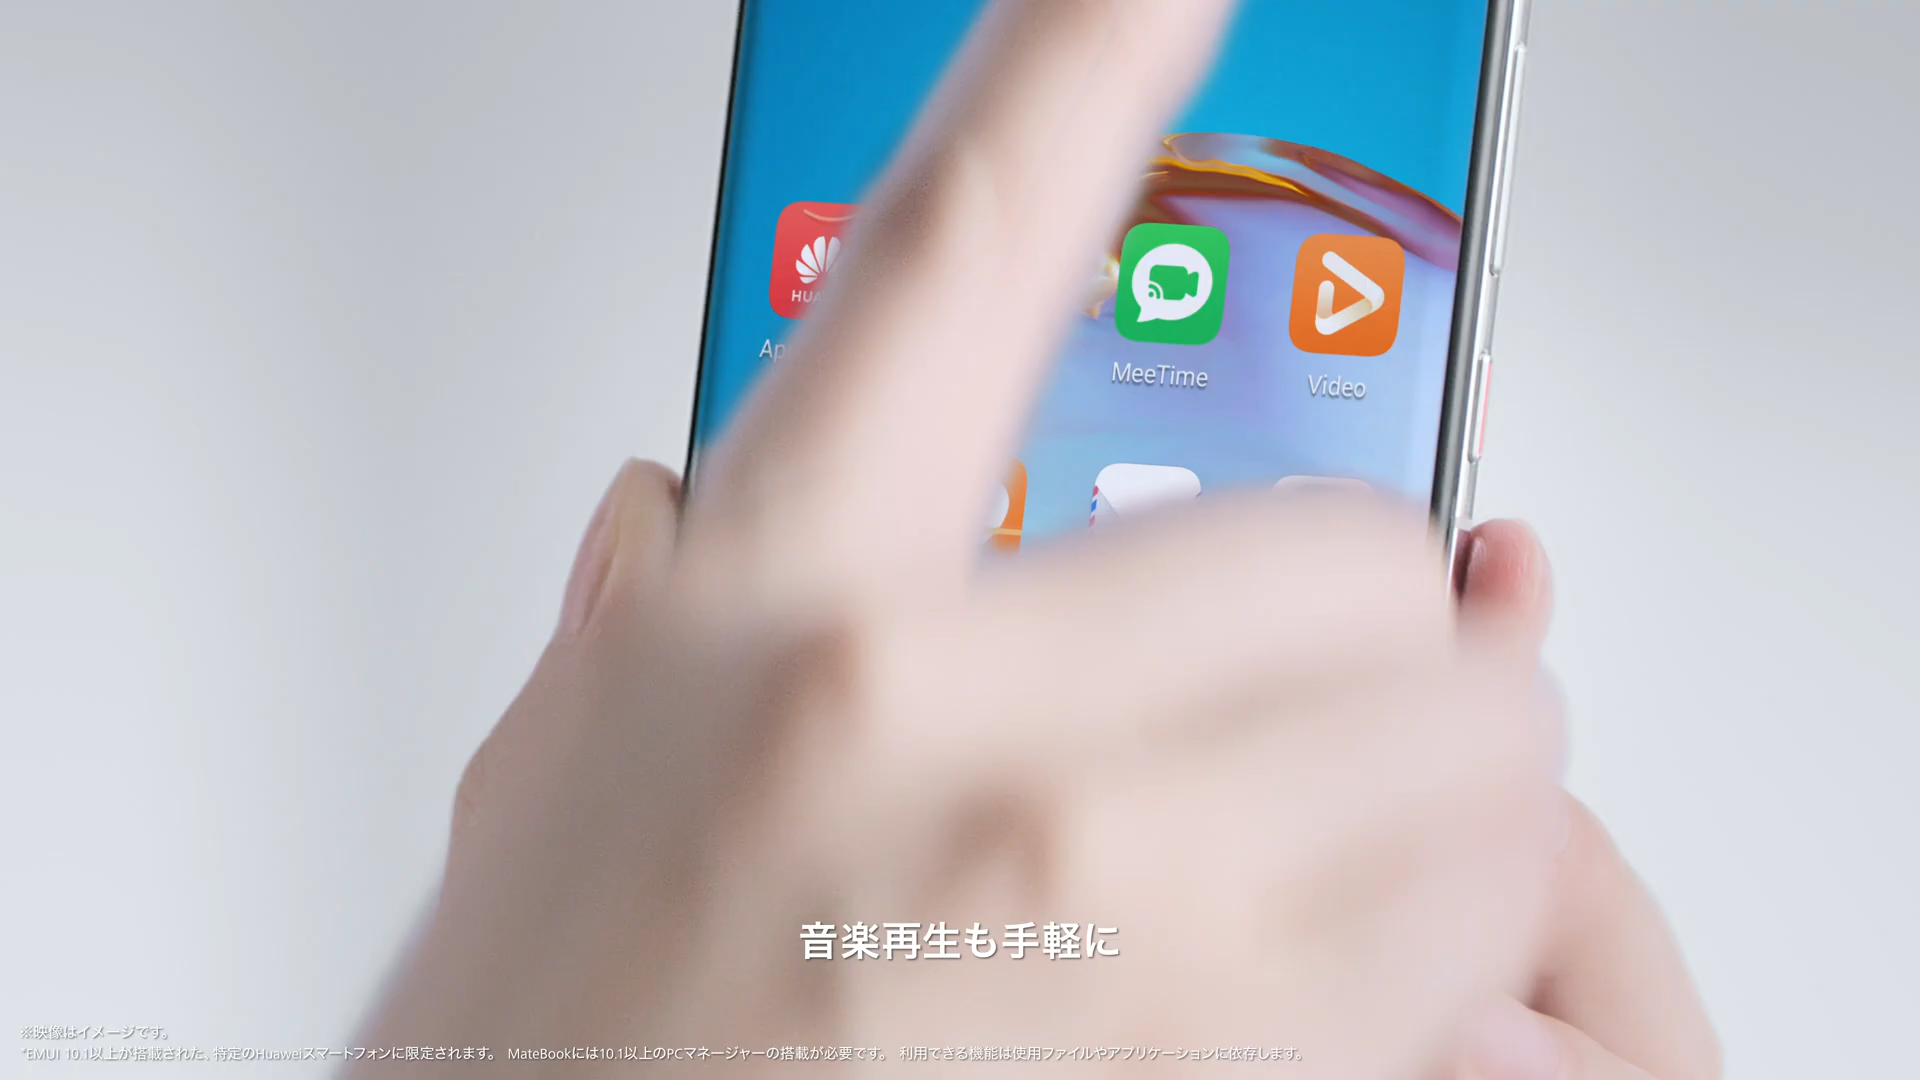 HUA
Ap
MeeTime
Video
音楽再生も手軽に
※映像はイメージです。
*EMUI 10.1以上が搭載された、特定のHuaweiスマートフォンに限定されます。 MateBookには10.1以上のPCマネージャーの搭載が必要です。 利用できる機能は使用ファイルやアプリケーションに依存します。